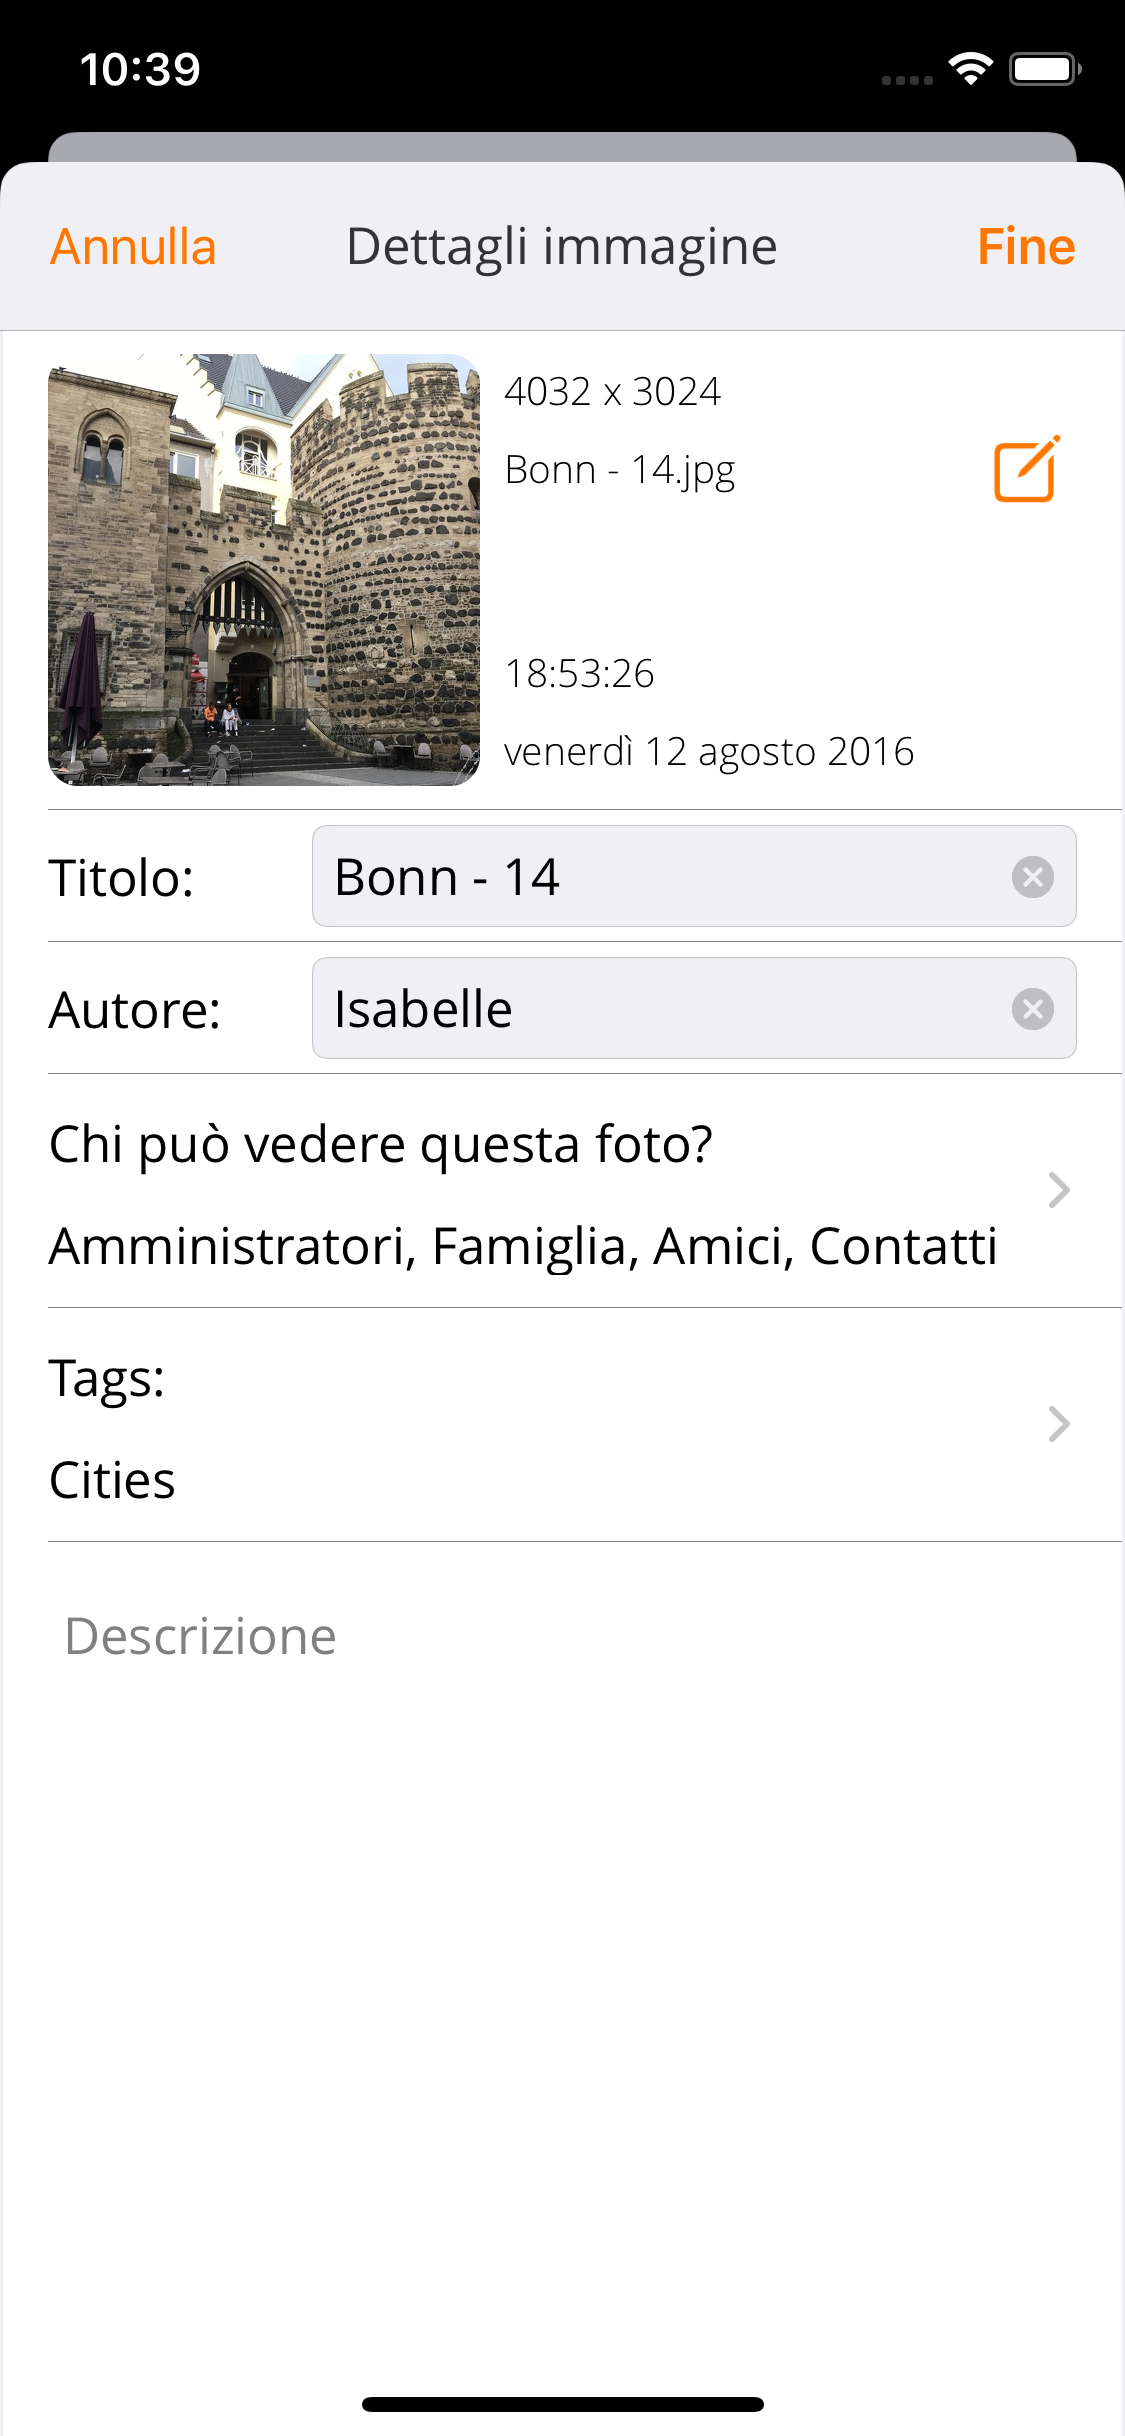 10:39
Annulla Dettagli immagine Fine
4032 x 3024
Bonn - 14.jpg
18:53:26
venerdì 12 agosto 2016
Titolo: Bonn - 14
Autore: Isabelle
Chi può vedere questa foto?
Amministratori, Famiglia, Amici, Contatti
Tags:
Cities
Descrizione